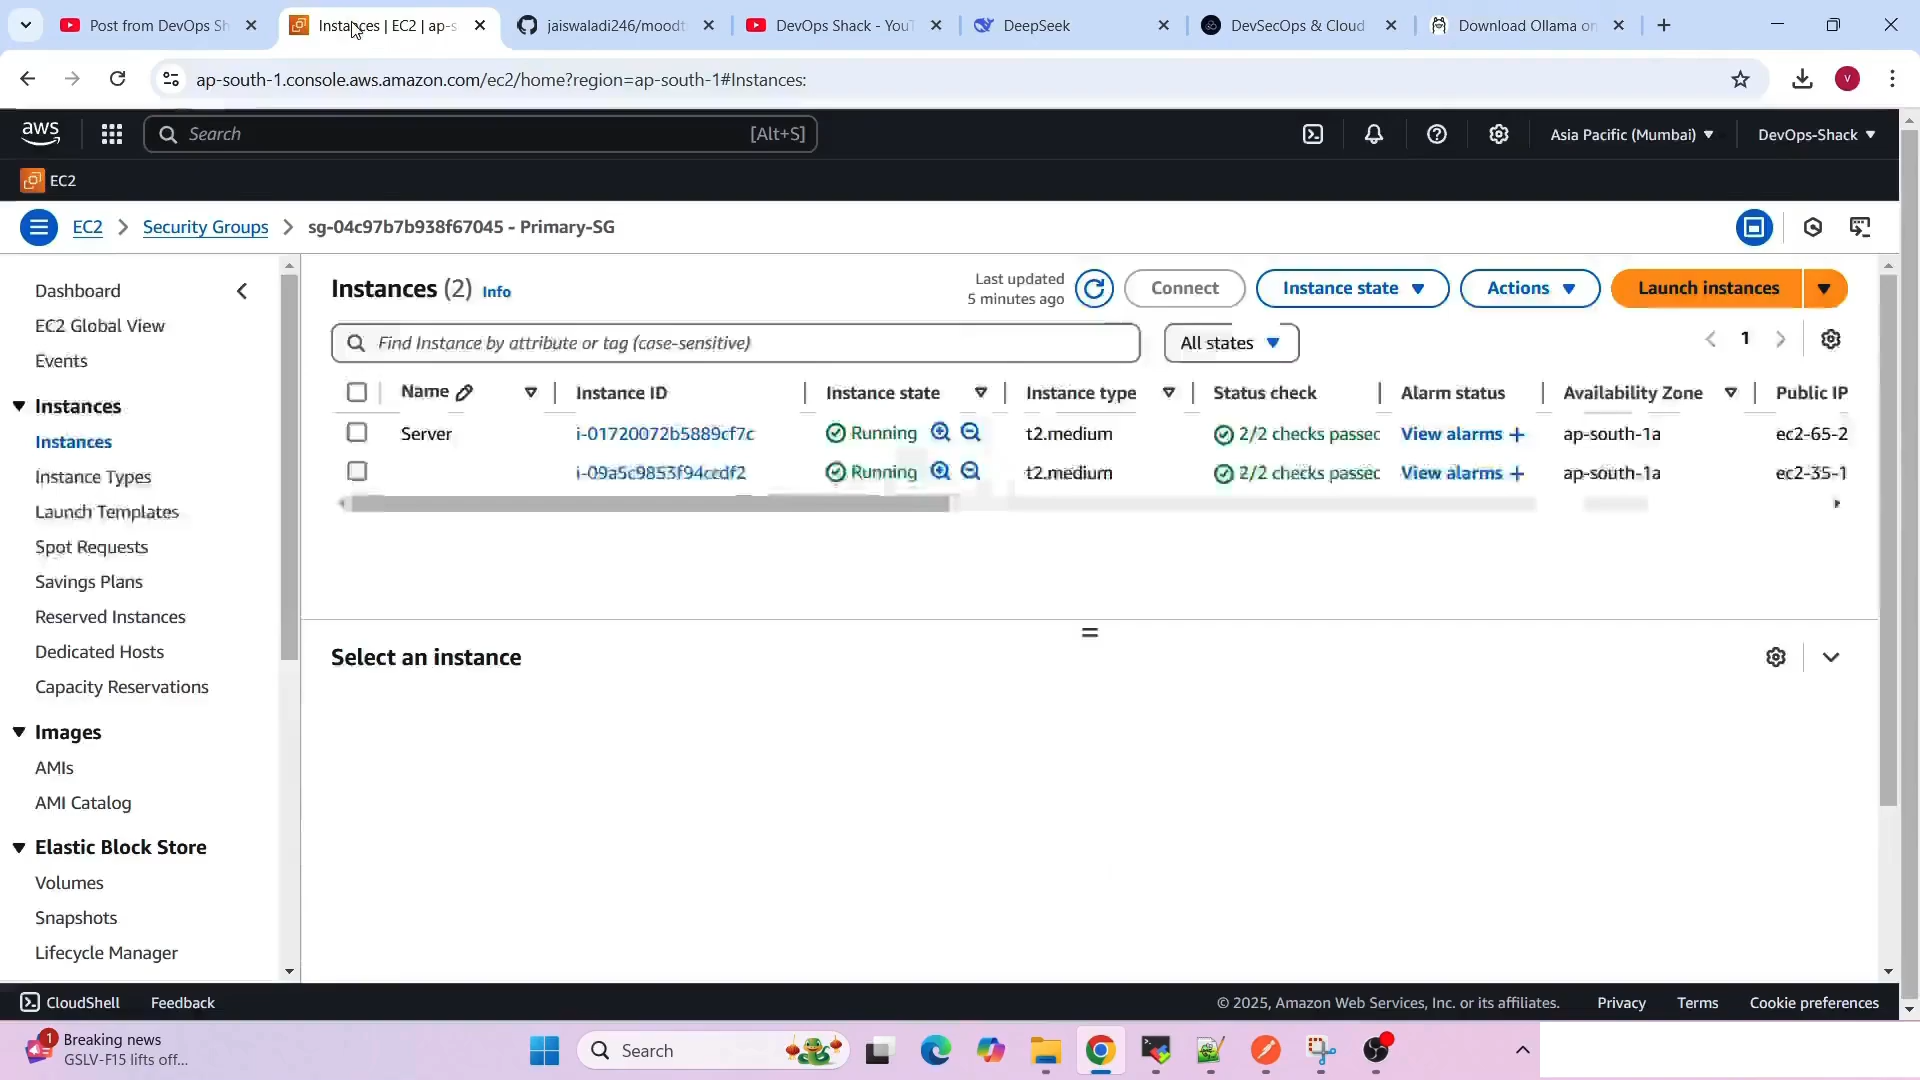 Post from DevOps Sh
Instances | EC2 | ap-s
jaiswaladi246/moodt
DevOps Shack - YouT
DeepSeek
DevSecOps & Cloud
Download Ollama on
ap-south-1.console.aws.amazon.com/ec2/home?region=ap-south-1#Instances:
V
aws
Search
[Alt+S]
Asia Pacific (Mumbai)
DevOps-Shack
EC2
EC2
Security Groups
sg-04c97b7b938f67045 - Primary-SG
Dashboard
EC2 Global View
Events
Instances
Instances
Instance Types
Launch Templates
Spot Requests
Savings Plans
Reserved Instances
Dedicated Hosts
Capacity Reservations
Images
AMIs
AMI Catalog
Elastic Block Store
Volumes
Snapshots
Lifecycle Manager
Instances (2) Info
Last updated
5 minutes ago
Connect
Instance state
Actions
Launch instances
Find Instance by attribute or tag (case-sensitive)
All states
1
Name Instance ID Instance state Instance type Status check Alarm status Availability Zone Public IP
Server i-01720072b5889cf7c Running t2.medium 2/2 checks passec View alarms + ap-south-1a ec2-65-2
i-09a5c9853f94cedf2 Running t2.medium 2/2 checks passec View alarms + ap-south-1a ec2-35-1
Select an instance
CloudShell
Feedback
© 2025, Amazon Web Services, Inc. or its affiliates.
Privacy
Terms
Cookie preferences
1
Breaking news
GSLV-F15 lifts off...
Search